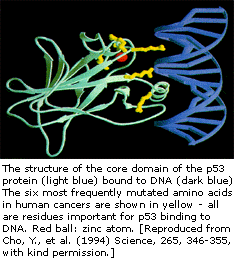 The structure of the core domain of the p53
protein (light blue) bound to DNA (dark blue)
The six most frequently mutated amino acids
in human cancers are shown in yellow - all
are residues important for p53 binding to
DNA. Red ball: zinc atom. [Reproduced from
Cho, Y., et al. (1994) Science, 265, 346-355,
with kind permission.]